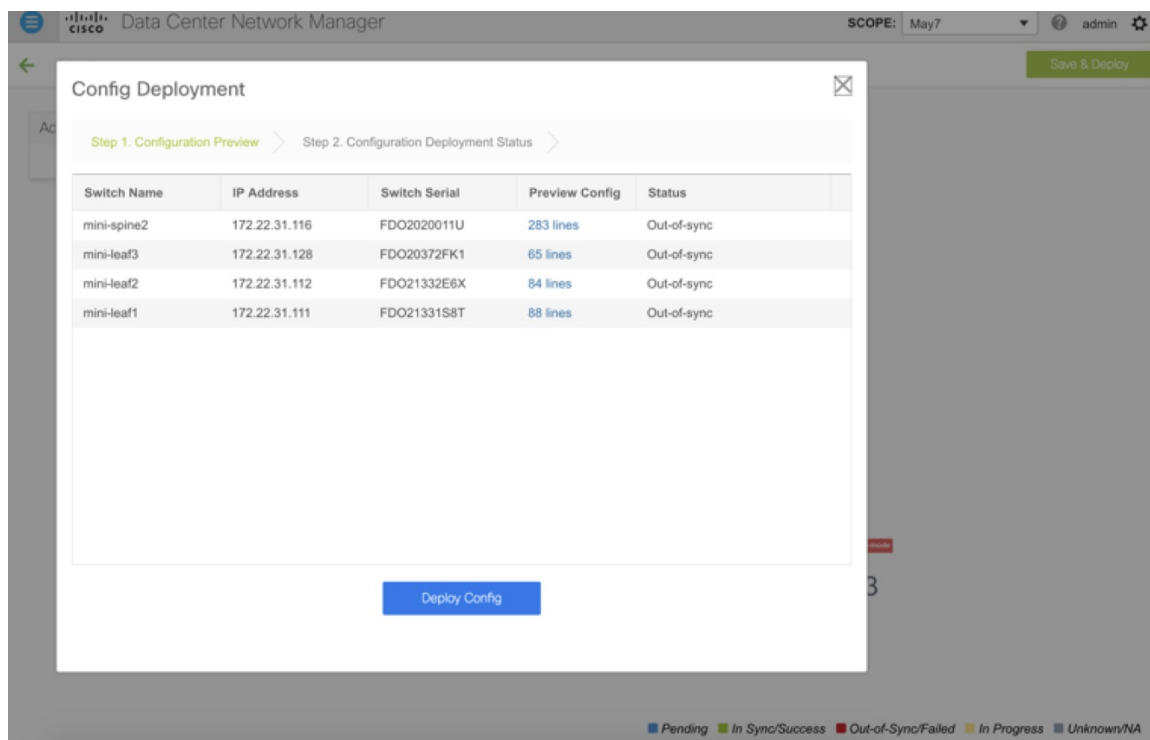 CISCO Data Center Network Manager
SCOPE: May7 admin
Save & Deploy
Ac
Config Deployment
Step 1. Configuration Preview Step 2. Configuration Deployment Status
Switch Name IP Address Switch Serial Preview Config Status
mini-spine2 172.22.31.116 FDO2020011U 283 lines Out-of-sync
mini-leaf3 172.22.31.128 FDO20372FK1 65 lines Out-of-sync
mini-leaf2 172.22.31.112 FDO21332E6X 84 lines Out-of-sync
mini-leaf1 172.22.31.111 FDO21331S8T 88 lines Out-of-sync
mode
3
Deploy Config
Pending In Sync/Success Out-of-Sync/Failed In Progress Unknown/NA